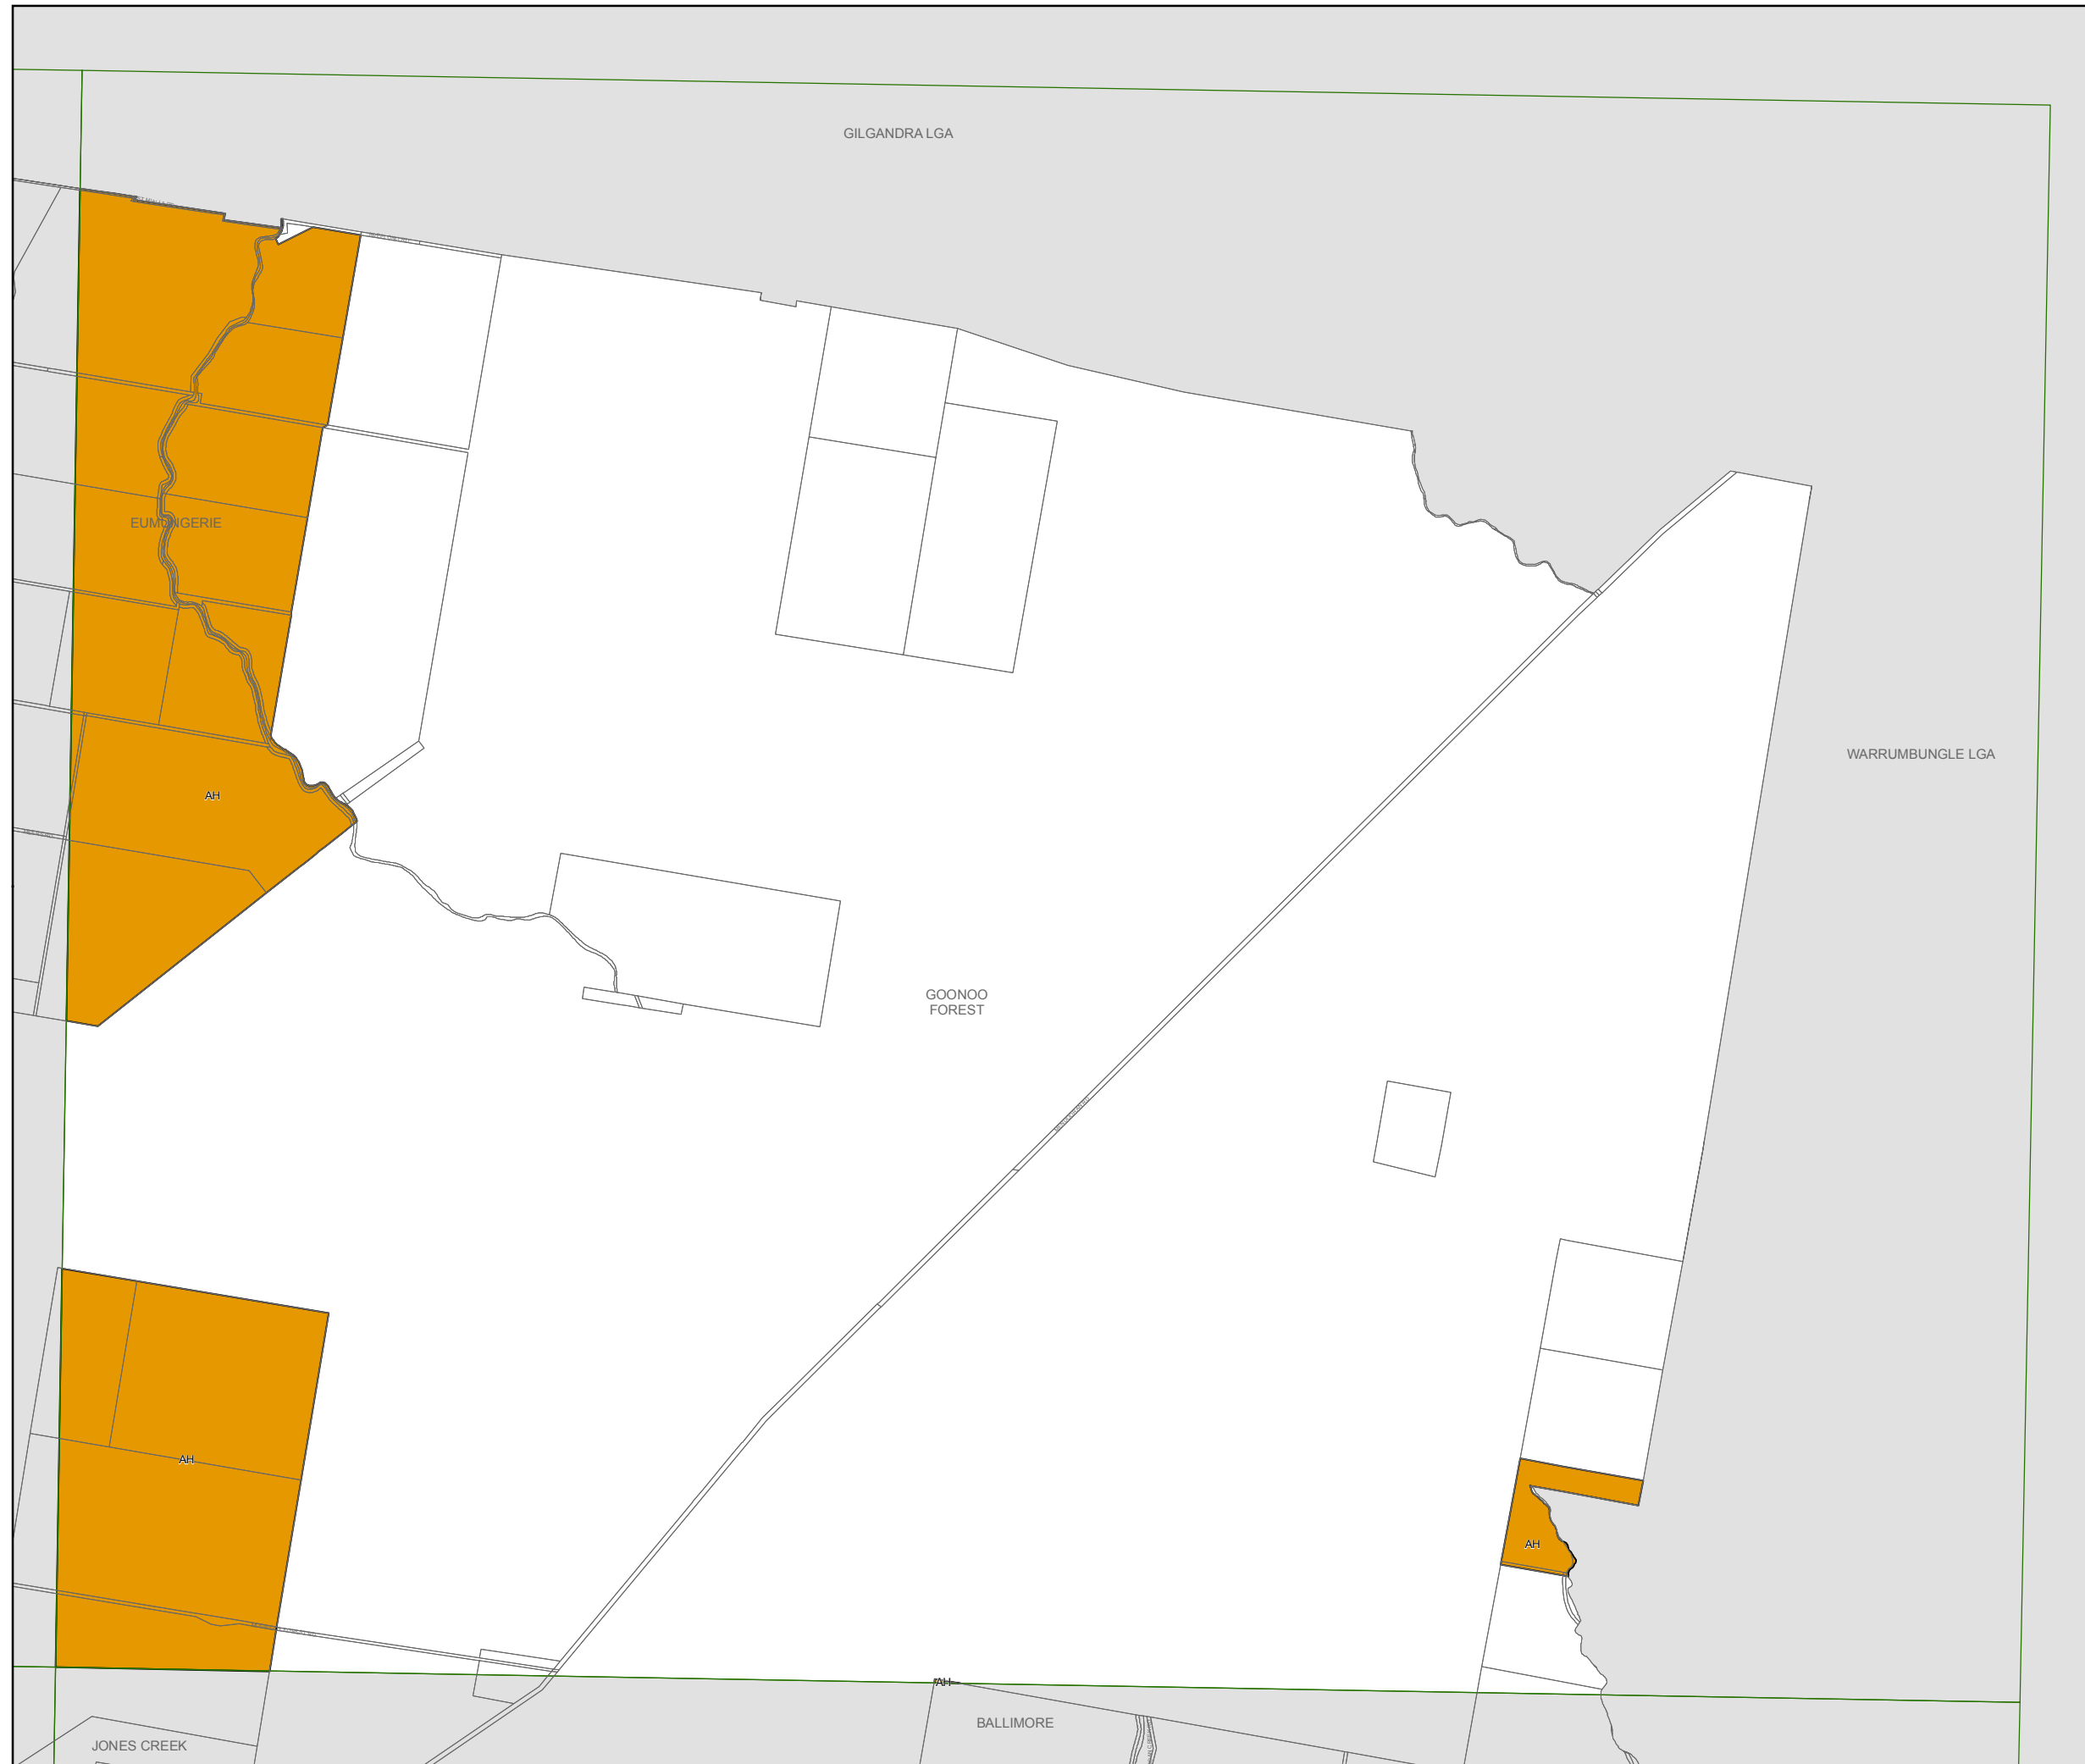 GILGANDRA LGA
EUMUNGERIE
WARRUMBUNGLE LGA
AH
GOONOO
FOREST
AH
AH
AH
BALLIMORE
JONES CREEK